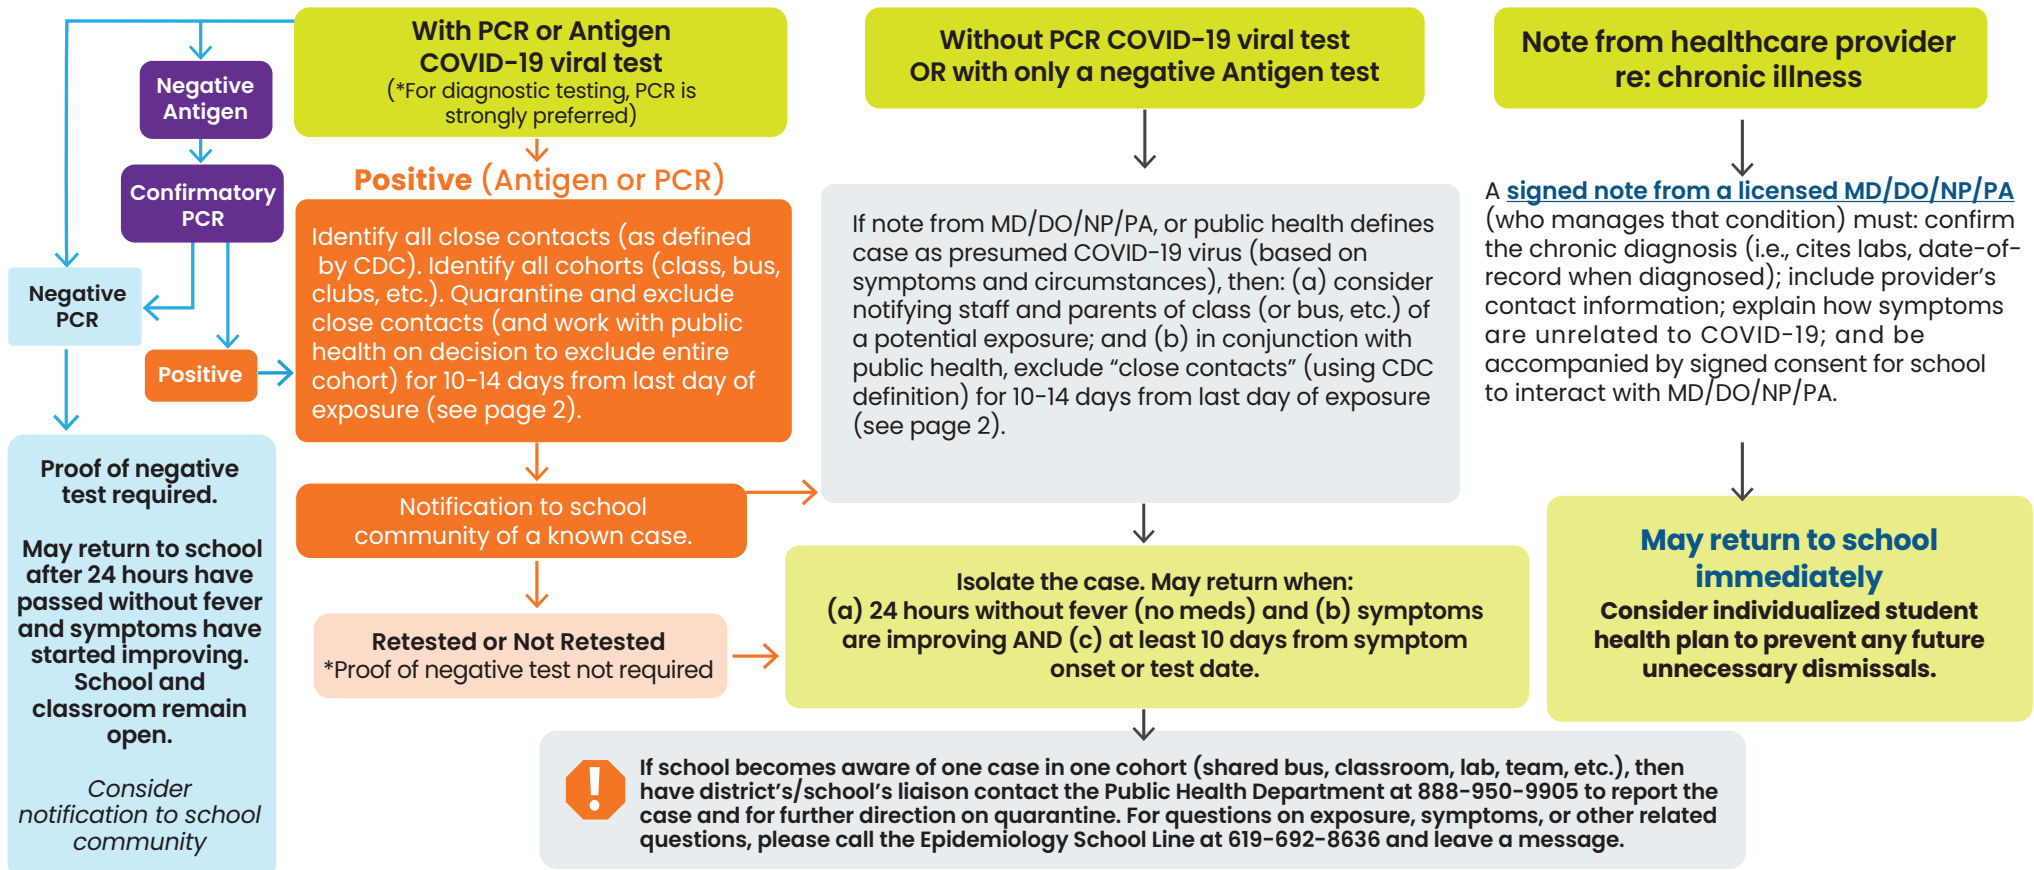 With PCR or Antigen
COVID-19 viral test
(*For diagnostic testing, PCR is
strongly preferred)
Negative
Antigen
Confirmatory
PCR
Negative
PCR
Positive
Proof of negative
test required.
May return to school
after 24 hours have
passed without fever
and symptoms have
started improving.
School and
classroom remain
open.
Consider
notification to school
community
Positive (Antigen or PCR)
Identify all close contacts (as defined
by CDC). Identify all cohorts (class, bus,
clubs, etc.). Quarantine and exclude
close contacts (and work with public
health on decision to exclude entire
cohort) for 10-14 days from last day of
exposure (see page 2).
Notification to school
community of a known case.
Retested or Not Retested
*Proof of negative test not required
Without PCR COVID-19 viral test
OR with only a negative Antigen test
If note from MD/DO/NP/PA, or public health defines
case as presumed COVID-19 virus (based on
symptoms and circumstances), then: (a) consider
notifying staff and parents of class (or bus, etc.) of
a potential exposure; and (b) in conjunction with
public health, exclude “close contacts” (using CDC
definition) for 10-14 days from last day of exposure
(see page 2).
Isolate the case. May return when:
(a) 24 hours without fever (no meds) and (b) symptoms
are improving AND (c) at least 10 days from symptom
onset or test date.
Note from healthcare provider
re: chronic illness
A signed note from a licensed MD/DO/NP/PA
(who manages that condition) must: confirm
the chronic diagnosis (i.e., cites labs, date-of-
record when diagnosed); include provider’s
contact information; explain how symptoms
are unrelated to COVID-19; and be
accompanied by signed consent for school
to interact with MD/DO/NP/PA.
May return to school
immediately
Consider individualized student
health plan to prevent any future
unnecessary dismissals.
!
If school becomes aware of one case in one cohort (shared bus, classroom, lab, team, etc.), then
have district’s/school’s liaison contact the Public Health Department at 888-950-9905 to report the
case and for further direction on quarantine. For questions on exposure, symptoms, or other related
questions, please call the Epidemiology School Line at 619-692-8636 and leave a message.